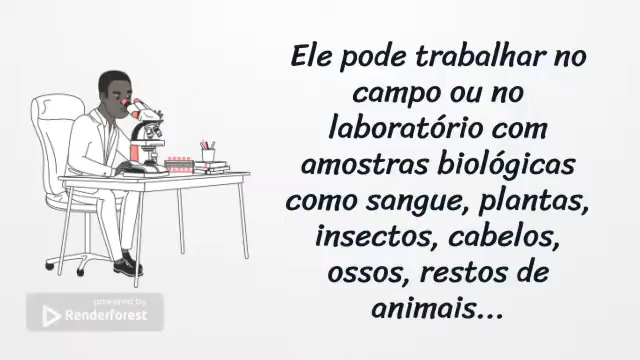 Ele pode trabalhar no
campo ou no
laboratório com
amostras biológicas
como sangue, plantas,
insectos, cabelos,
ossos, restos de
animais...
powered by
Renderforest